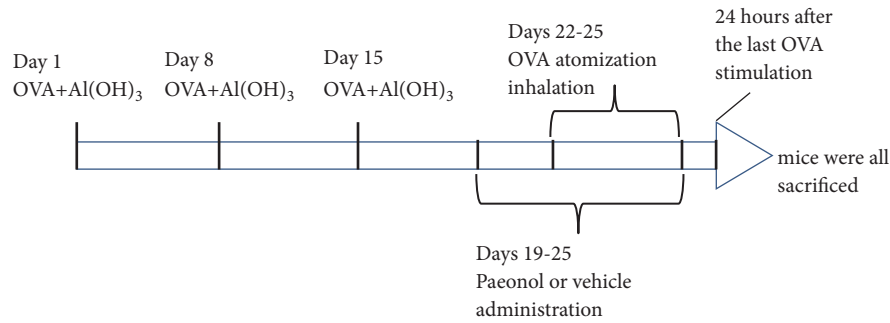 Day 1
OVA+Al(OH)₃
Day 8
OVA+Al(OH)₃
Day 15
OVA+Al(OH)₃
Days 22-25
OVA atomization
inhalation
24 hours after
the last OVA
stimulation
mice were all
sacrificed
Days 19-25
Paeonol or vehicle
administration